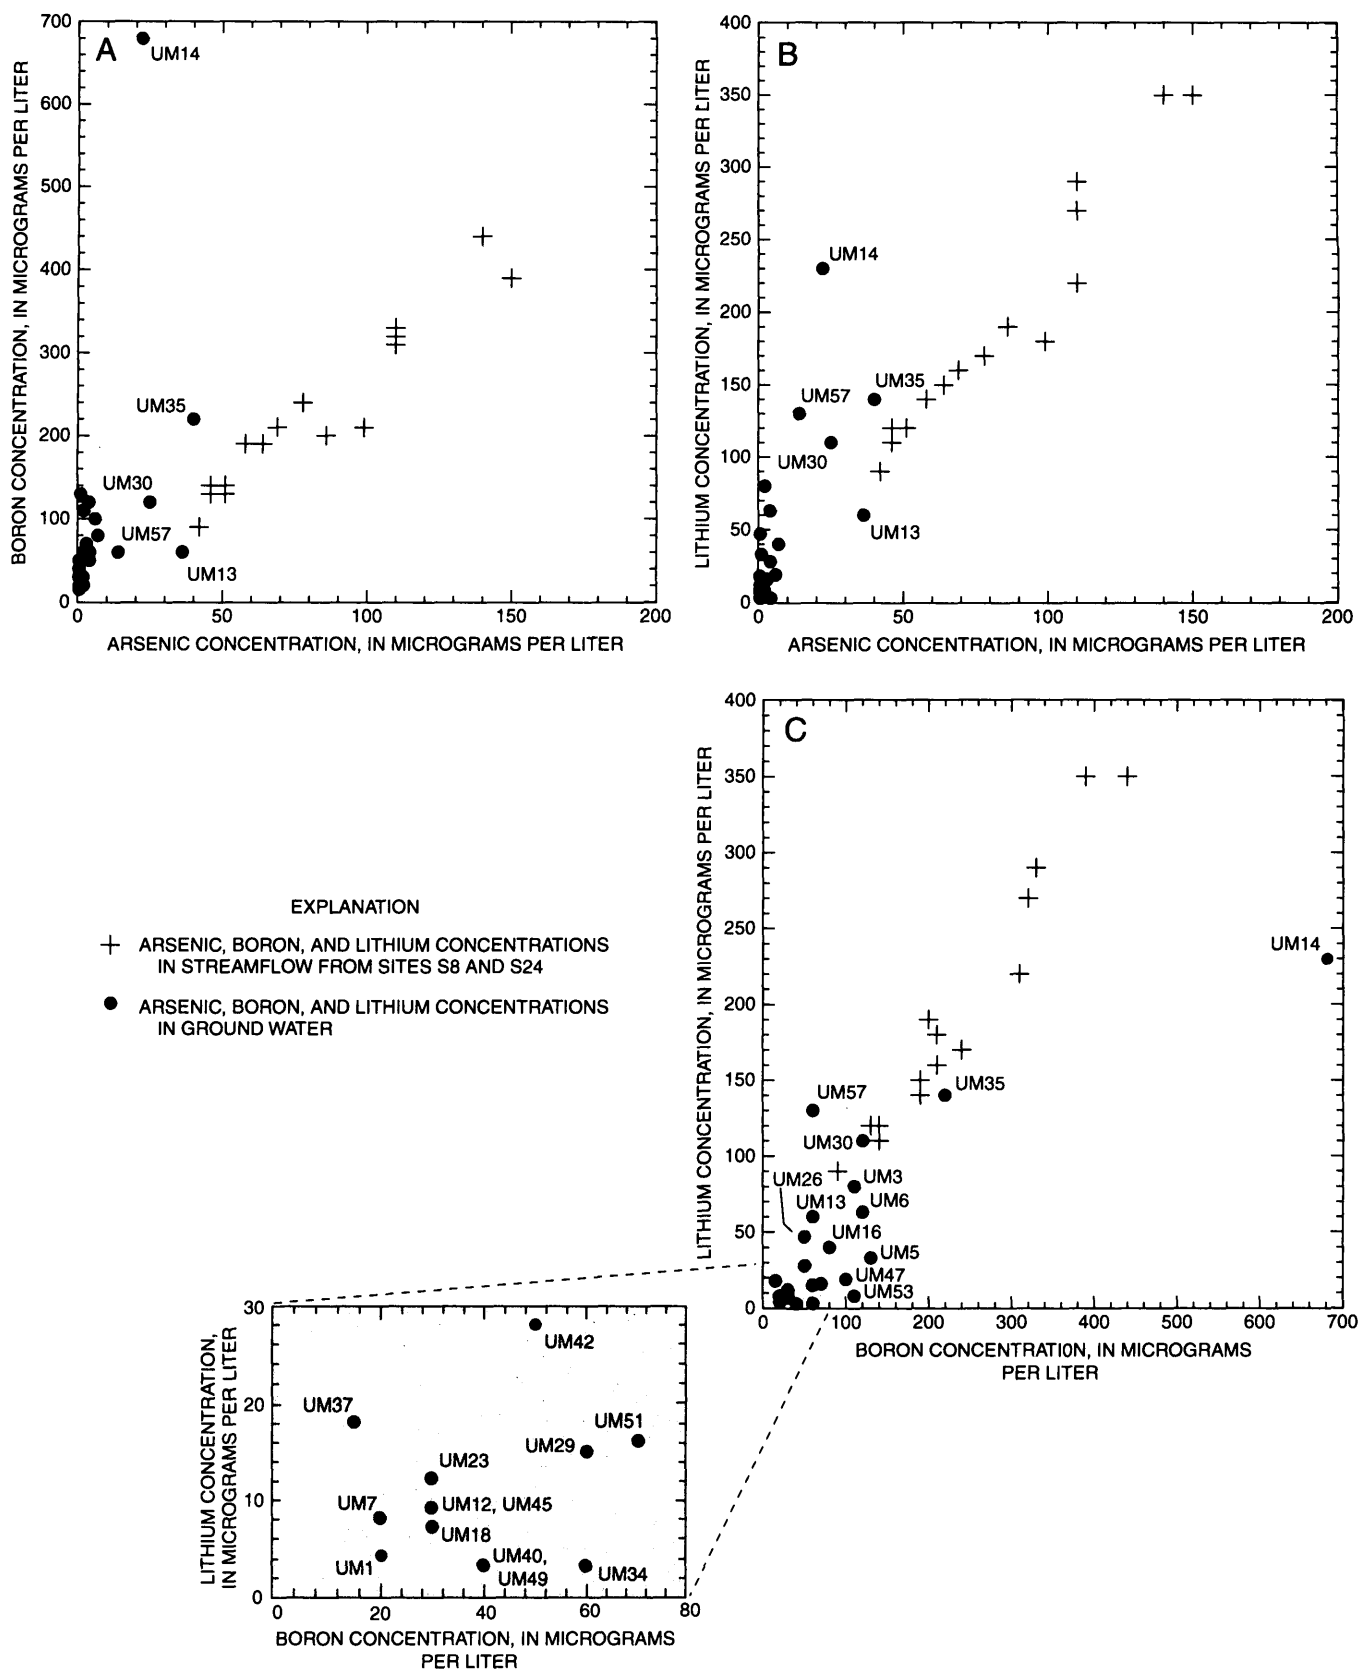 A
700
600
500
400
300
200
100
0
BORON CONCENTRATION, IN MICROGRAMS PER LITER
UM14
UM35
UM30
UM57
UM13
0 50 100 150 200
ARSENIC CONCENTRATION, IN MICROGRAMS PER LITER
B
400
350
300
250
200
150
100
50
0
LITHIUM CONCENTRATION, IN MICROGRAMS PER LITER
UM14
UM35
UM57
UM30
UM13
0 50 100 150 200
ARSENIC CONCENTRATION, IN MICROGRAMS PER LITER
EXPLANATION
ARSENIC, BORON, AND LITHIUM CONCENTRATIONS
IN STREAMFLOW FROM SITES S8 AND S24
ARSENIC, BORON, AND LITHIUM CONCENTRATIONS
IN GROUND WATER
C
400
350
300
250
200
150
100
50
0
LITHIUM CONCENTRATION, IN MICROGRAMS PER LITER
UM14
UM35
UM57
UM30
UM26
UM3
UM13
UM6
UM16
UM5
UM47
UM53
0 100 200 300 400 500 600 700
BORON CONCENTRATION, IN MICROGRAMS
PER LITER
30
20
10
0
LITHIUM CONCENTRATION,
IN MICROGRAMS PER LITER
UM42
UM37
UM51
UM29
UM23
UM7
UM12, UM45
UM18
UM1
UM40,
UM49
UM34
0 20 40 60 80
BORON CONCENTRATION, IN MICROGRAMS
PER LITER